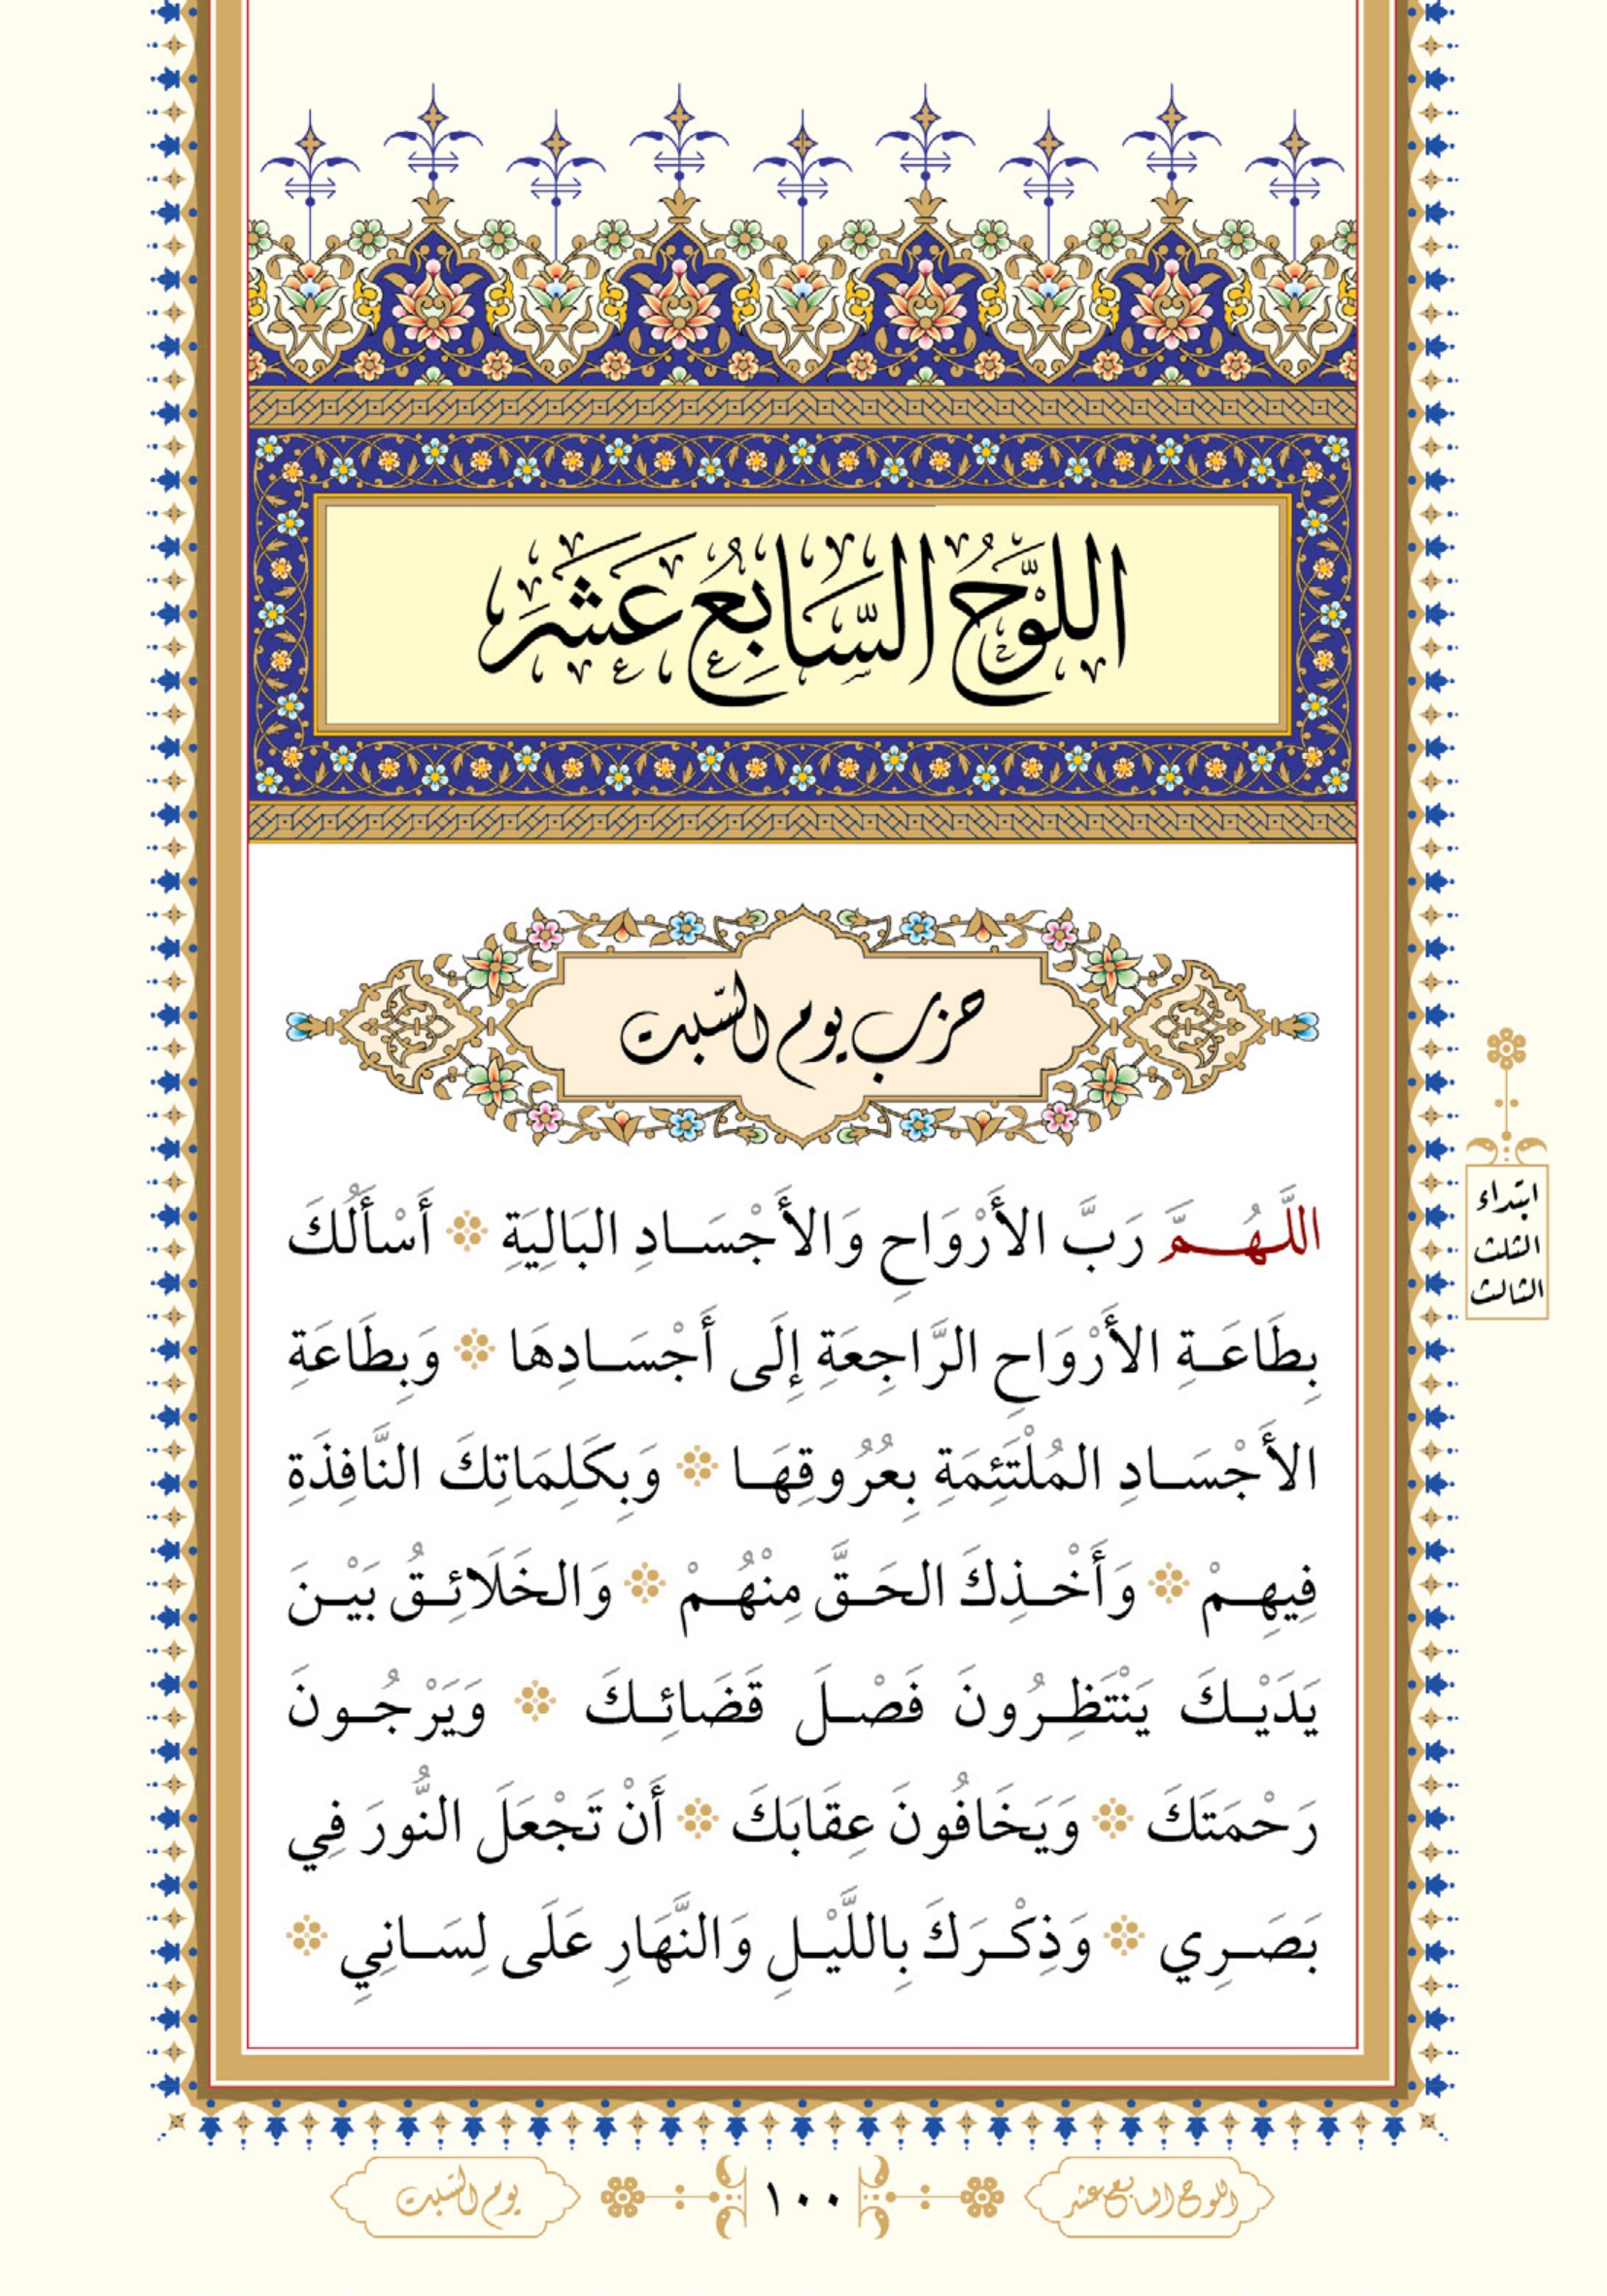 اللَّوْحُ السَّابِعُ عَشَرَ
حزب يوم السّبت
اللَّهُمَّ رَبَّ الأَرْوَاحِ وَالأَجْسَادِ البَالِيَةِ ۞ أَسْأَلُكَ
بِطَاعَةِ الأَرْوَاحِ الرَّاجِعَةِ إِلَى أَجْسَادِهَا ۞ وَبِطَاعَةِ
الأَجْسَادِ المُلْتَئِمَةِ بِعُرُوقِهَا ۞ وَبِكَلِمَاتِكَ النَّافِذَةِ
فِيهِمْ ۞ وَأَخْذِكَ الحَقَّ مِنْهُمْ ۞ وَالخَلَائِقُ بَيْنَ
يَدَيْكَ يَنْتَظِرُونَ فَصْلَ قَضَائِكَ ۞ وَيَرْجُونَ
رَحْمَتَكَ ۞ وَيَخَافُونَ عِقَابَكَ ۞ أَنْ تَجْعَلَ النُّورَ فِي
بَصَرِي ۞ وَذِكْرَكَ بِاللَّيْلِ وَالنَّهَارِ عَلَى لِسَانِي ۞
ابتداء
الثلث
الثالث
اللوح السابع عشر
١٠٠
يوم السّبت